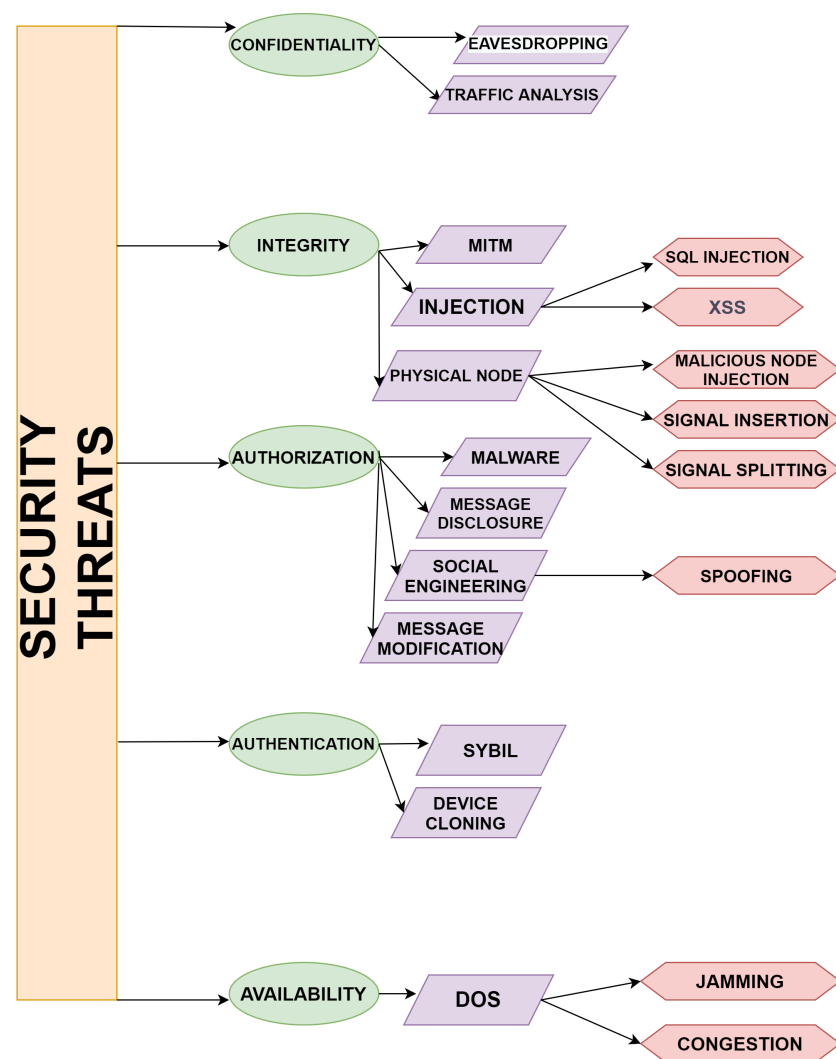 SECURITY
THREATS
CONFIDENTIALITY
EAVESDROPPING
TRAFFIC ANALYSIS
INTEGRITY
MITM
INJECTION
SQL INJECTION
XSS
PHYSICAL NODE
MALICIOUS NODE
INJECTION
SIGNAL INSERTION
SIGNAL SPLITTING
AUTHORIZATION
MALWARE
MESSAGE
DISCLOSURE
SOCIAL
ENGINEERING
SPOOFING
MESSAGE
MODIFICATION
AUTHENTICATION
SYBIL
DEVICE
CLONING
AVAILABILITY
DOS
JAMMING
CONGESTION